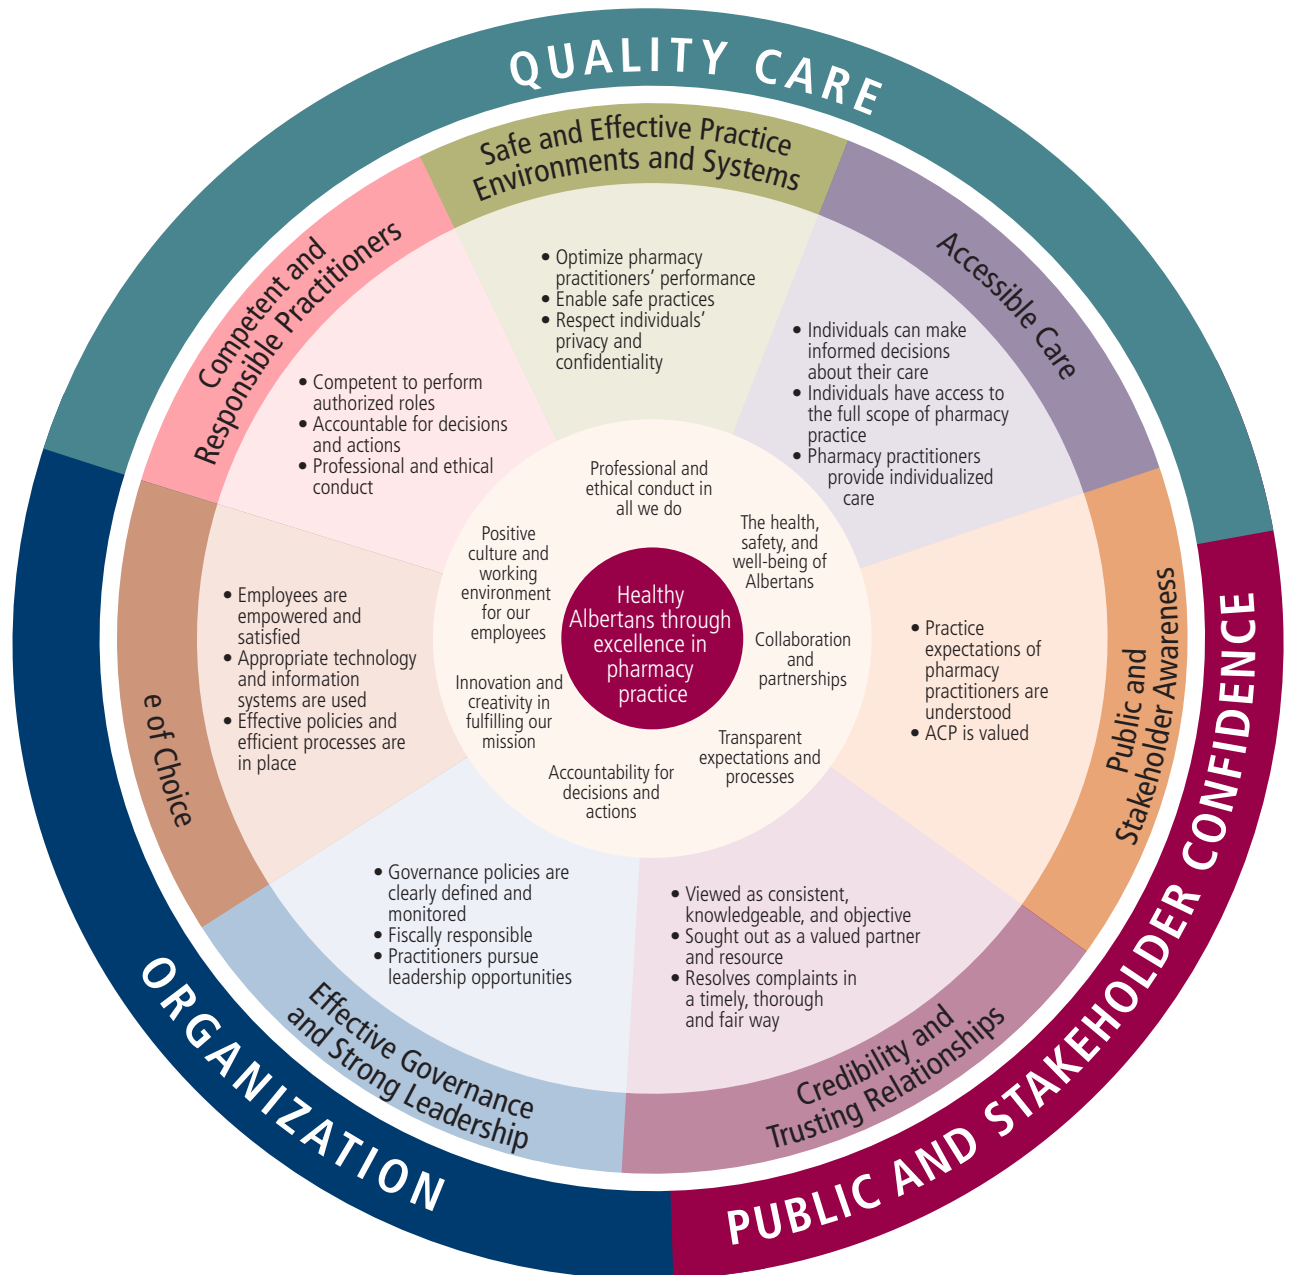 QUALITY CARE
Safe and Effective Practice
Environments and Systems
• Optimize pharmacy
practitioners’ performance
• Enable safe practices
• Respect individuals’
privacy and
confidentiality
Accessible Care
• Individuals can make
informed decisions
about their care
• Individuals have access to
the full scope of pharmacy
practice
• Pharmacy practitioners
provide individualized
care
Competent and
Responsible Practitioners
• Competent to perform
authorized roles
• Accountable for decisions
and actions
• Professional and ethical
conduct
PUBLIC AND STAKEHOLDER CONFIDENCE
Public and
Stakeholder Awareness
• Practice
expectations of
pharmacy
practitioners are
understood
• ACP is valued
Credibility and
Trusting Relationships
• Viewed as consistent,
knowledgeable, and objective
• Sought out as a valued partner
and resource
• Resolves complaints in
a timely, thorough
and fair way
ORGANIZATION
Effective Governance
and Strong Leadership
• Governance policies are
clearly defined and
monitored
• Fiscally responsible
• Practitioners pursue
leadership opportunities
e of Choice
• Employees are
empowered and
satisfied
• Appropriate technology
and information
systems are used
• Effective policies and
efficient processes are
in place
Professional and
ethical conduct in
all we do
The health,
safety, and
well-being of
Albertans
Collaboration
and
partnerships
Transparent
expectations and
processes
Accountability for
decisions and
actions
Innovation and
creativity in
fulfilling our
mission
Positive
culture and
working
environment
for our
employees
Healthy
Albertans through
excellence in
pharmacy
practice